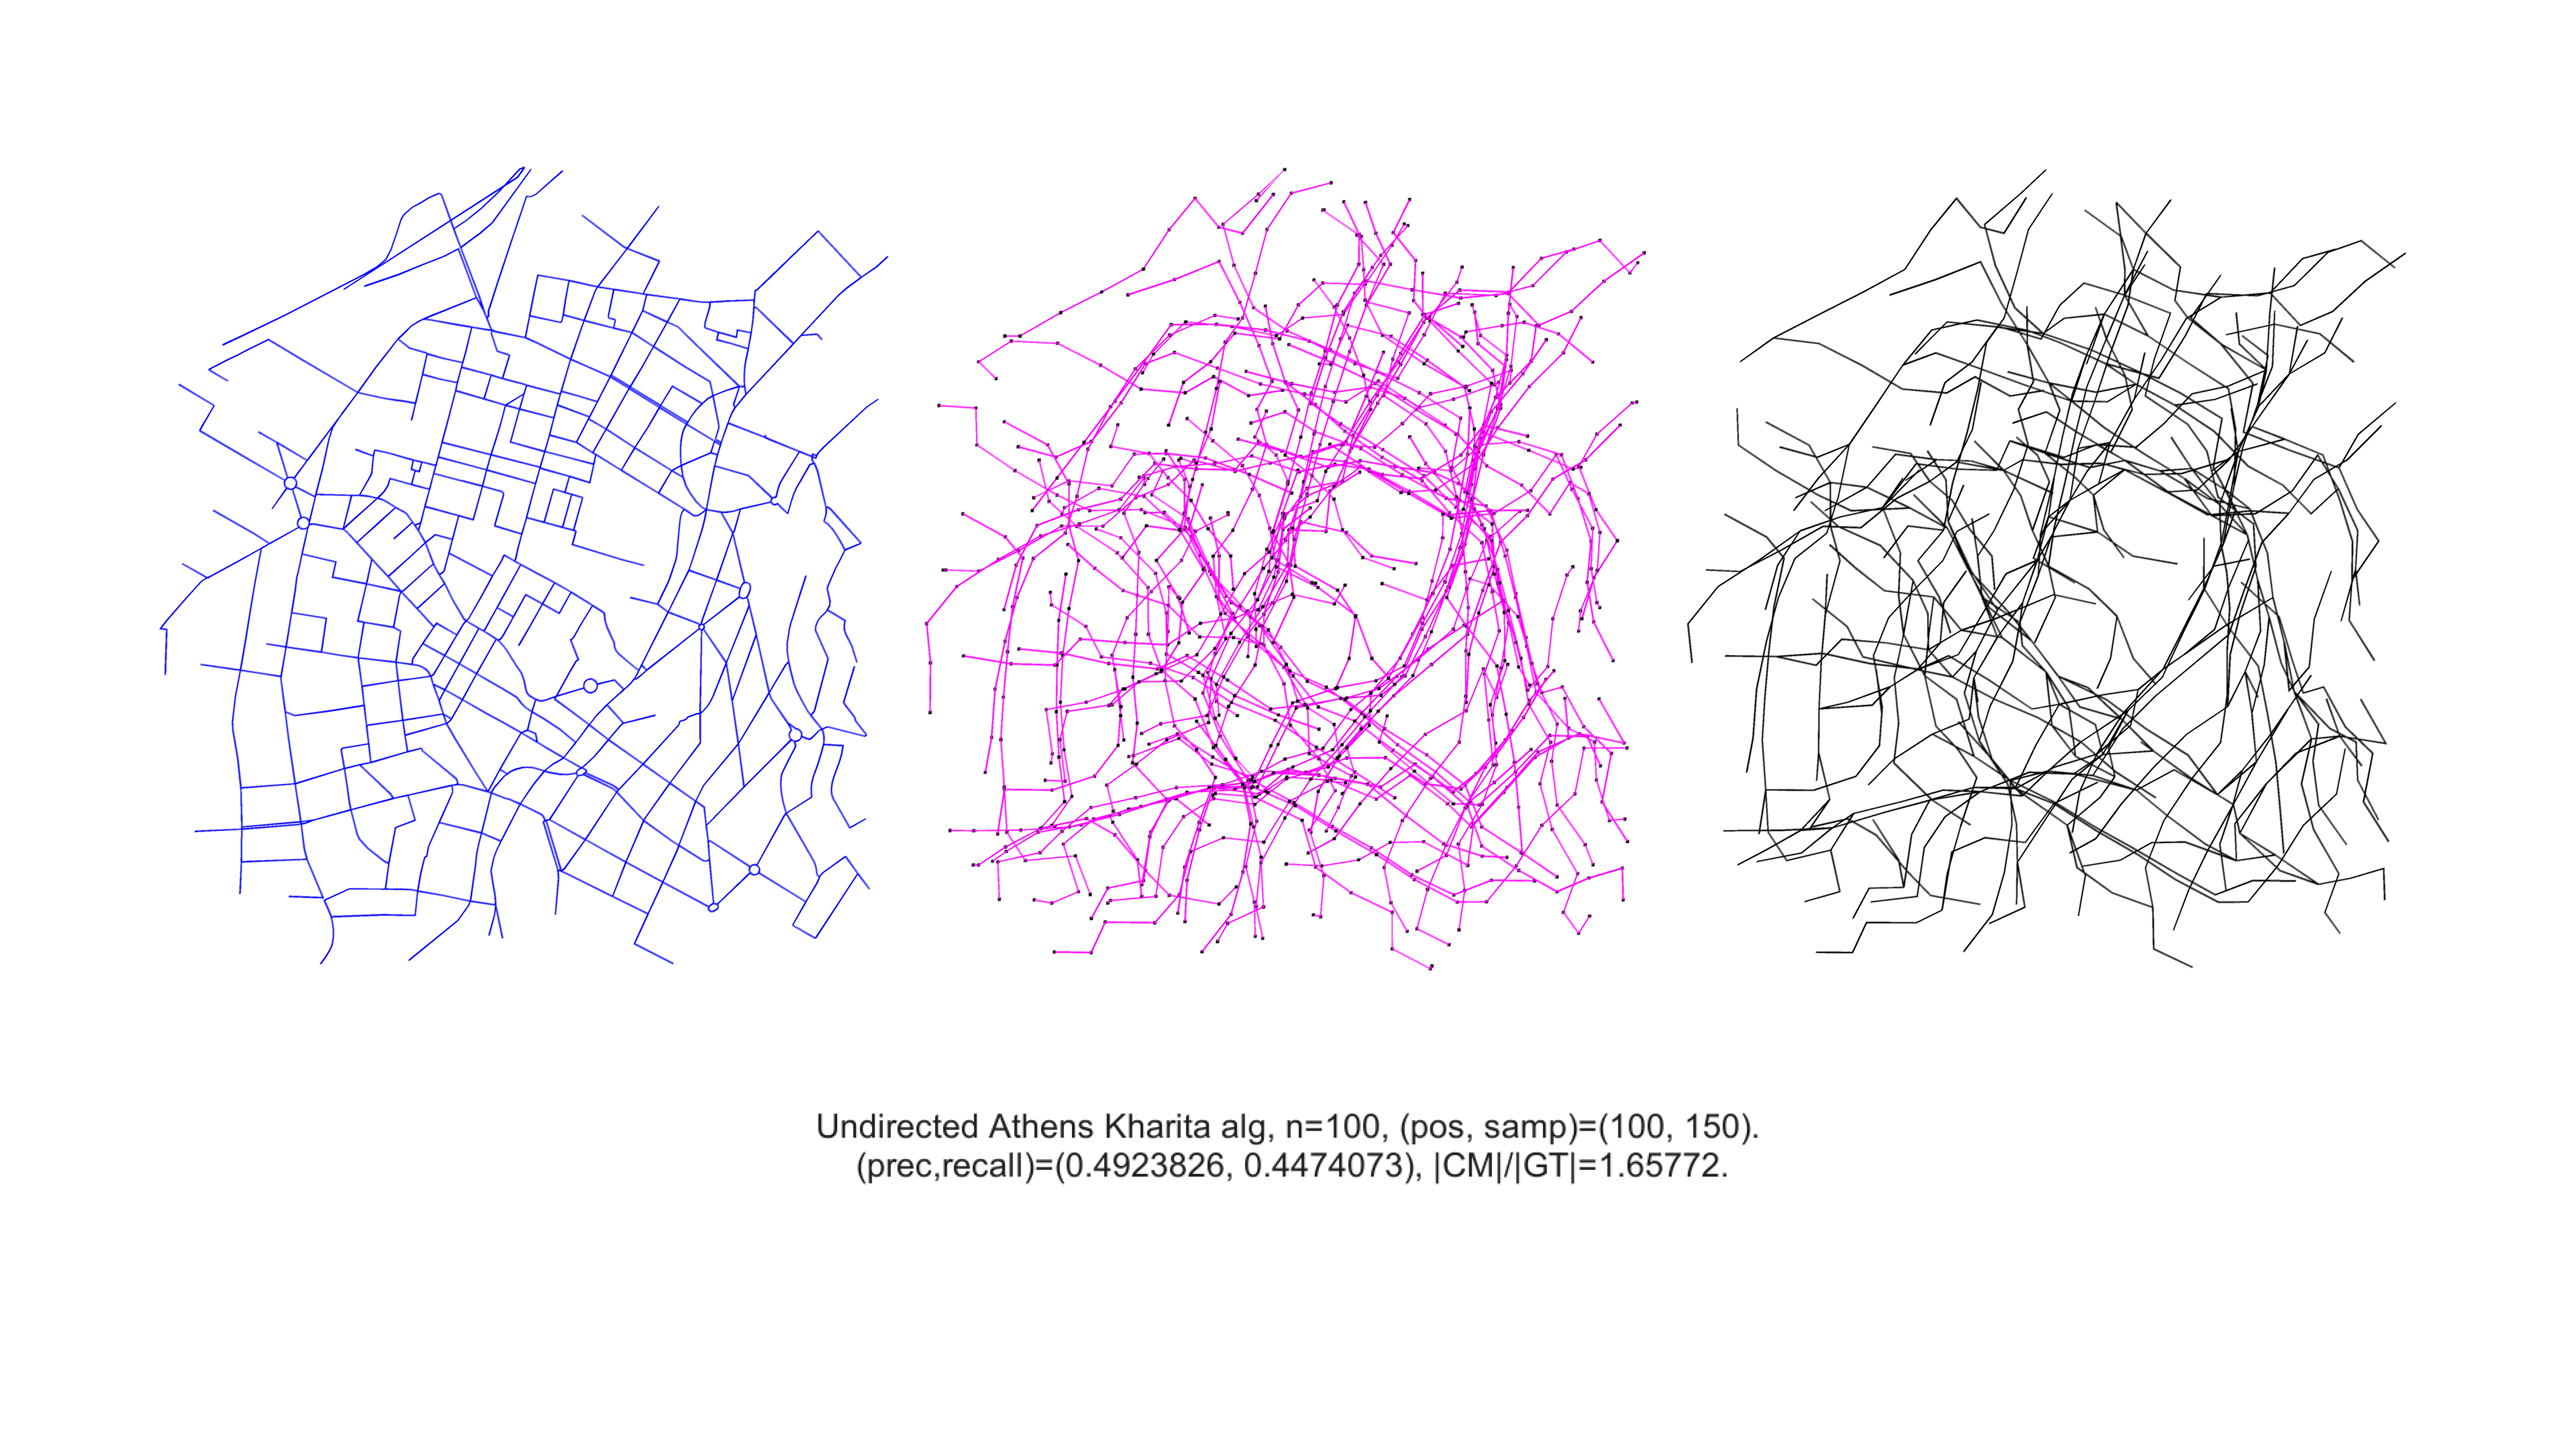 Undirected Athens Kharita alg, n=100, (pos, samp)=(100, 150).
(prec,recall)=(0.4923826, 0.4474073), |CM|/|GT|=1.65772.